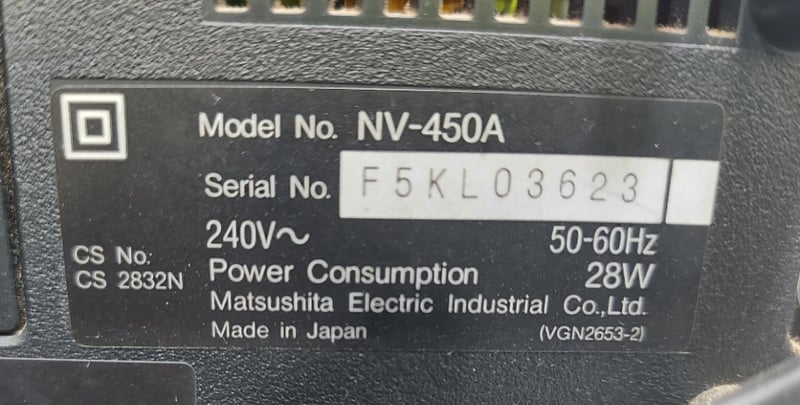 Model No. NV-450A
Serial No. F5KL03623
240V~ 50-60Hz
CS No.
CS 2832N
Power Consumption 28W
Matsushita Electric Industrial Co.,Ltd.
Made in Japan (VGN2653-2)